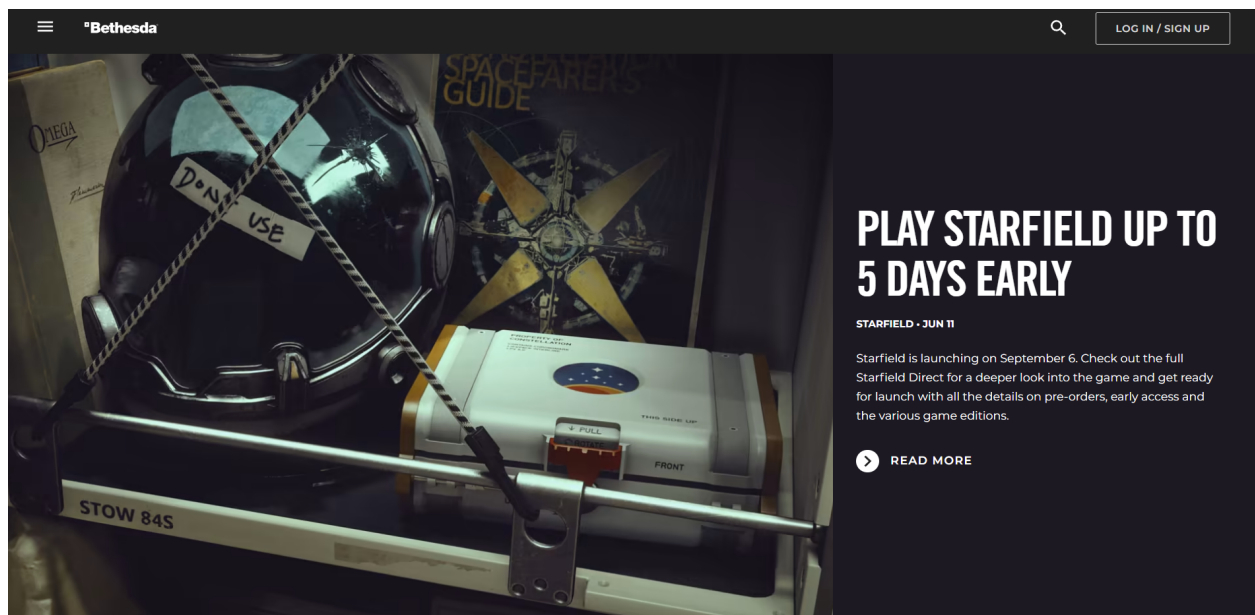 Bethesda
LOG IN / SIGN UP
SPACEFARER'S
GUIDE
OMEGA
DON'T USE
PROPERTY OF
CONSTELLATION
THIS SIDE UP
↓ PULL
FRONT
STOW 84S
PLAY STARFIELD UP TO
5 DAYS EARLY
STARFIELD • JUN 11
Starfield is launching on September 6. Check out the full
Starfield Direct for a deeper look into the game and get ready
for launch with all the details on pre-orders, early access and
the various game editions.
READ MORE